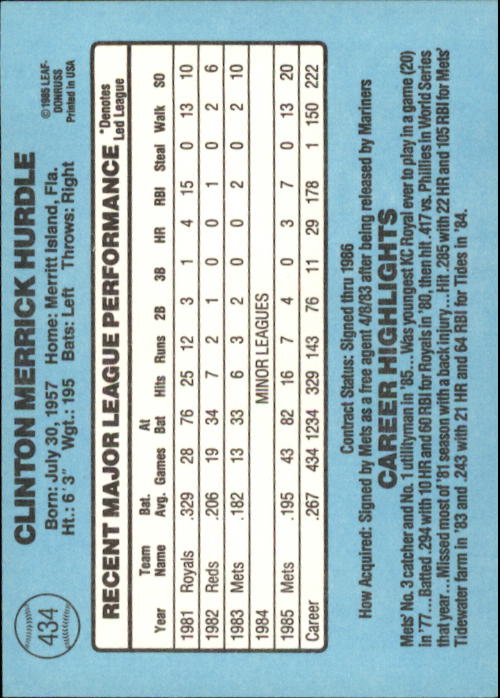 434
CLINTON MERRICK HURDLE
©1985 LEAF-
DONRUSS
Printed in USA
Born: July 30, 1957 Home: Merritt Island, Fla.
Ht.: 6'3" Wgt.: 195 Bats: Left Throws: Right
RECENT MAJOR LEAGUE PERFORMANCE *Denotes
Led League
Team Bat. At
Year Name Avg. Games Bat Hits Runs 2B 3B HR RBI Steal Walk SO
1981 Royals .329 28 76 25 12 3 1 4 15 0 13 10
1982 Reds .206 19 34 7 2 1 0 0 1 0 2 6
1983 Mets .182 13 33 6 3 2 0 0 2 0 2 10
1984 MINOR LEAGUES
1985 Mets .195 43 82 16 7 4 0 3 7 0 13 20
Career .267 434 1234 329 143 76 11 29 178 1 150 222
Contract Status: Signed thru 1986
How Acquired: Signed by Mets as a free agent 4/8/83 after being released by Mariners
CAREER HIGHLIGHTS
Mets' No. 3 catcher and No. 1 utilityman in '85...Was youngest KC Royal ever to play in a game (20)
in '77...Batted .294 with 10 HR and 60 RBI for Royals in '80, then hit .417 vs. Phillies in World Series
that year...Missed most of '81 season with a back injury...Hit .285 with 22 HR and 105 RBI for Mets'
Tidewater farm in '83 and .243 with 21 HR and 64 RBI for Tides in '84.